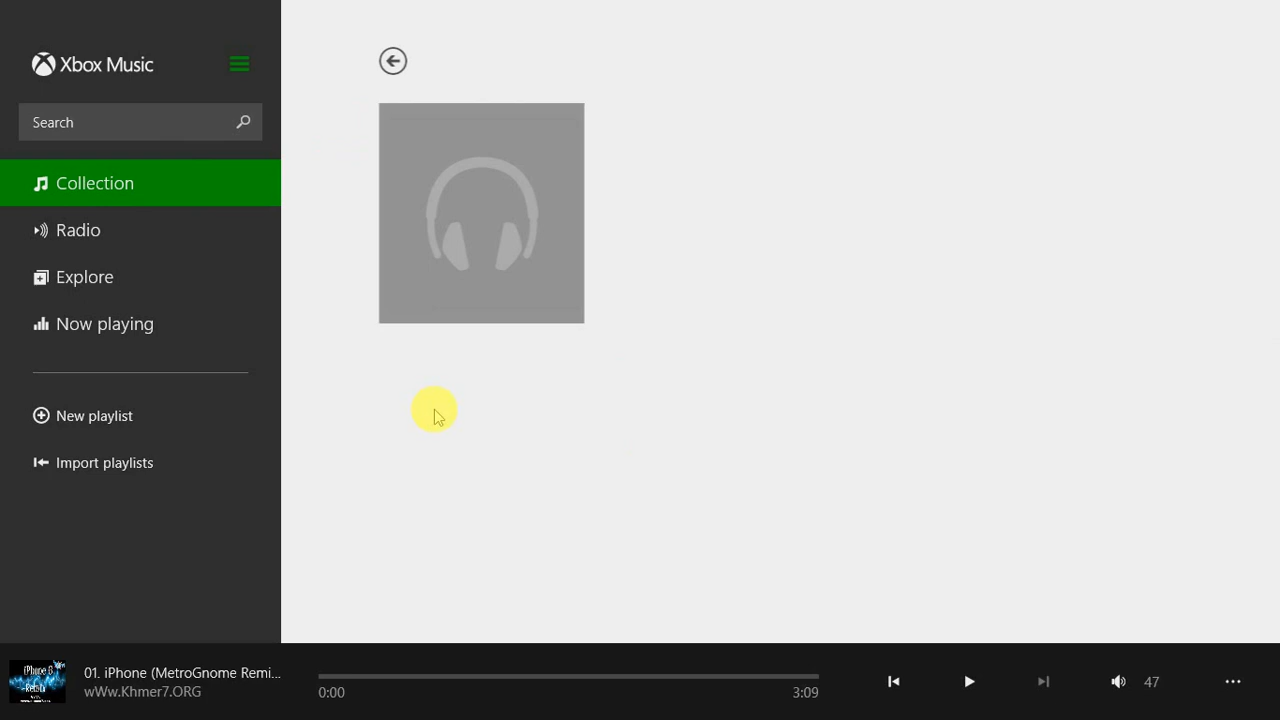 Xbox Music
Search
Collection
Radio
Explore
Now playing
New playlist
Import playlists
01. iPhone (MetroGnome Remi...
wWw.Khmer7.ORG
0:00
3:09
47